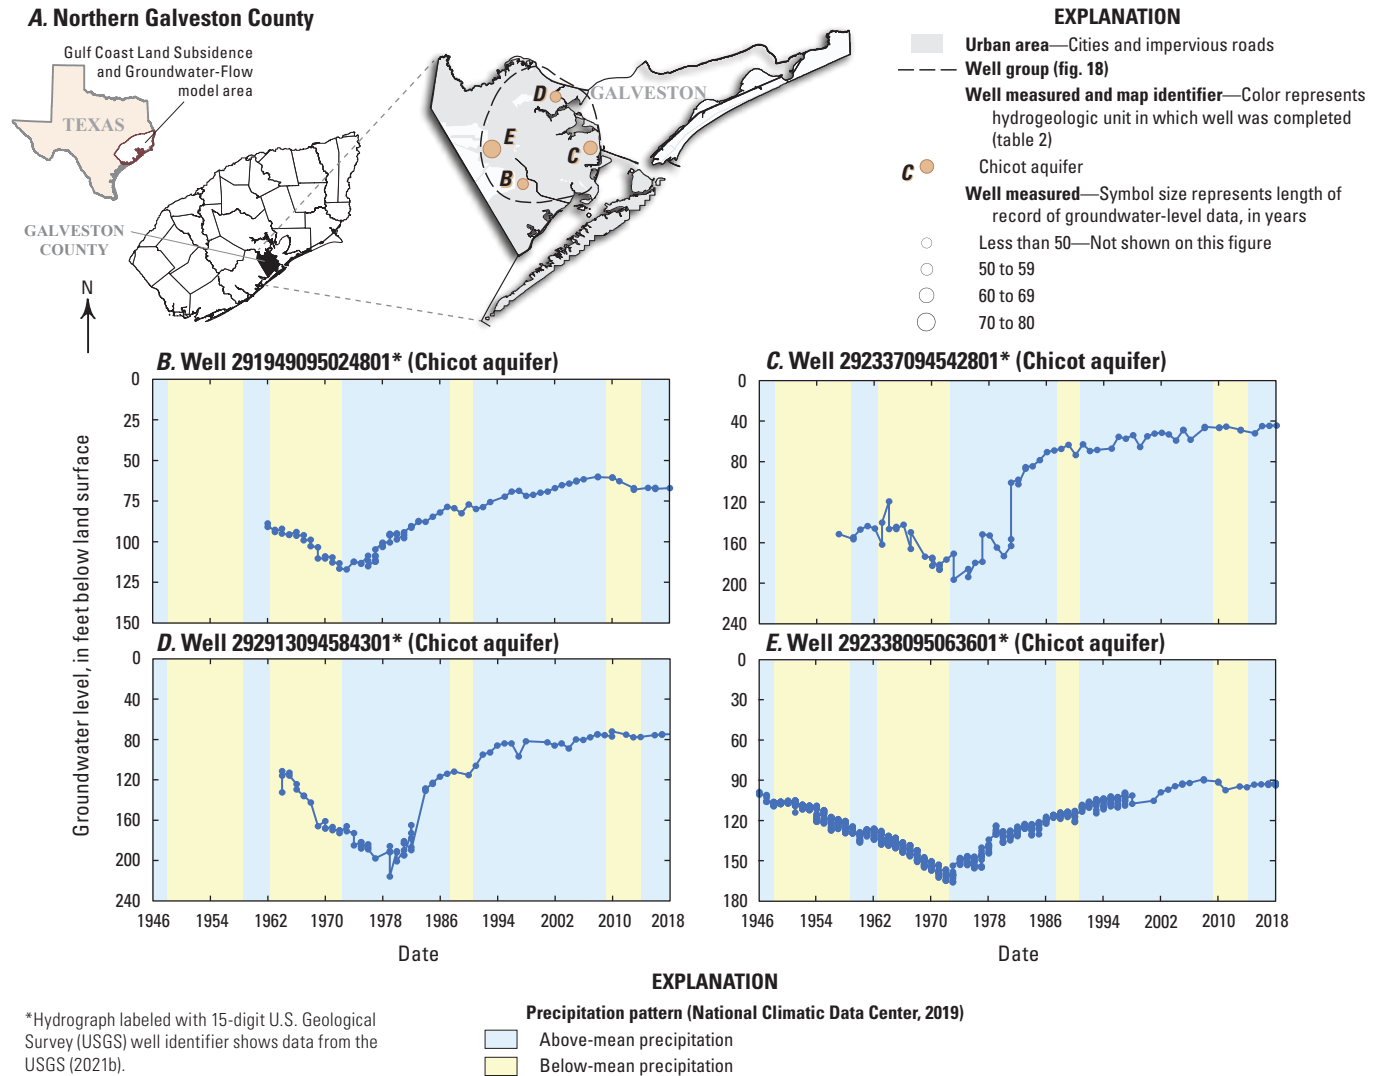 A. Northern Galveston County
Gulf Coast Land Subsidence
and Groundwater-Flow
model area
TEXAS
GALVESTON
COUNTY
N
GALVESTON
D
E
C
B
EXPLANATION
Urban area—Cities and impervious roads
Well group (fig. 18)
Well measured and map identifier—Color represents
hydrogeologic unit in which well was completed
(table 2)
C Chicot aquifer
Well measured—Symbol size represents length of
record of groundwater-level data, in years
Less than 50—Not shown on this figure
50 to 59
60 to 69
70 to 80
Groundwater level, in feet below land surface
B. Well 291949095024801* (Chicot aquifer)
0
25
50
75
100
125
150
C. Well 292337094542801* (Chicot aquifer)
0
40
80
120
160
200
240
D. Well 292913094584301* (Chicot aquifer)
0
40
80
120
160
200
240
1946 1954 1962 1970 1978 1986 1994 2002 2010 2018
Date
E. Well 292338095063601* (Chicot aquifer)
0
30
60
90
120
150
180
1946 1954 1962 1970 1978 1986 1994 2002 2010 2018
Date
EXPLANATION
Precipitation pattern (National Climatic Data Center, 2019)
Above-mean precipitation
Below-mean precipitation
*Hydrograph labeled with 15-digit U.S. Geological
Survey (USGS) well identifier shows data from the
USGS (2021b).